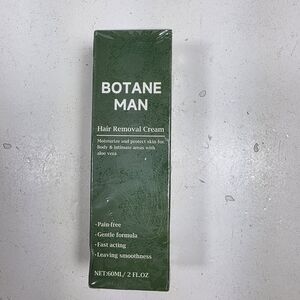 BOTANE
MAN
Hair Removal Cream
Moisturize and protect skin for
body & intimate areas with
aloe vera
·Pain-free
·Gentle formula
·Fast acting
·Leaving smoothness
NET:60ML/ 2 FL.OZ